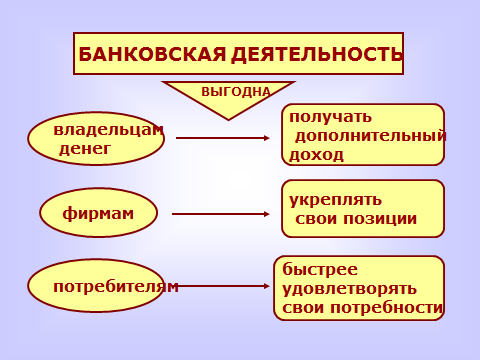 БАНКОВСКАЯ ДЕЯТЕЛЬНОСТЬ
ВЫГОДНА
владельцам
денег
получать
дополнительный
доход
фирмам
укреплять
свои позиции
потребителям
быстрее
удовлетворять
свои потребности